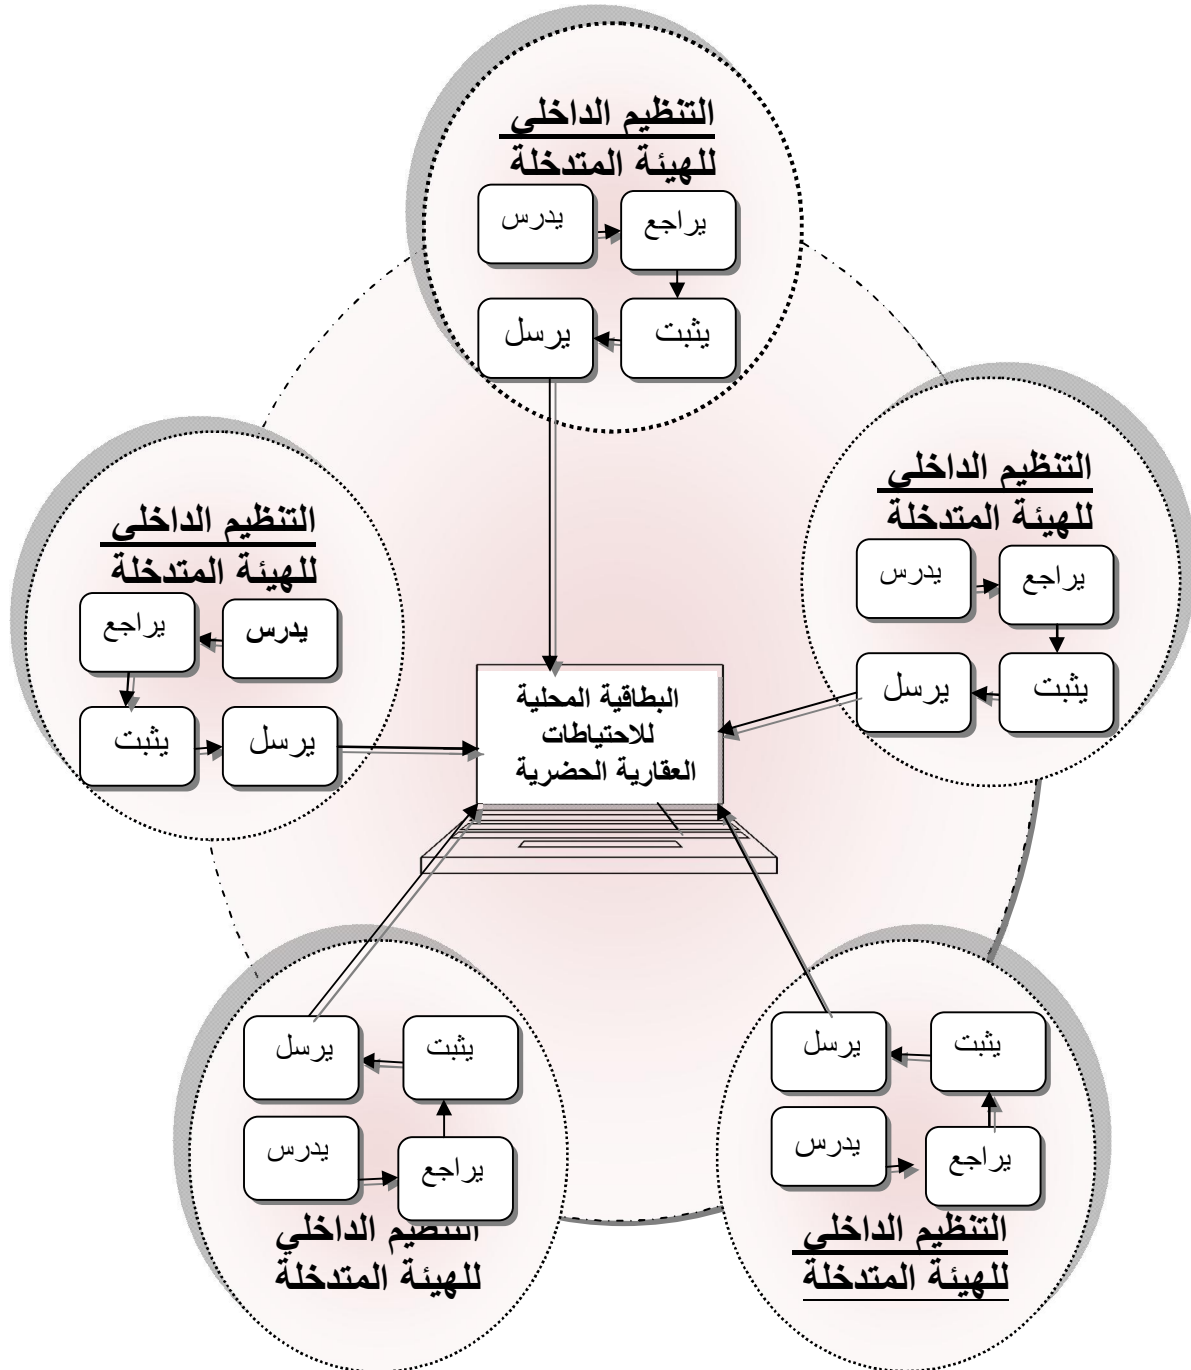 التنظيم الداخلي
للهيئة المتدخلة
يدرس
يراجع
يثبت
يرسل
التنظيم الداخلي
للهيئة المتدخلة
يدرس
يراجع
يثبت
يرسل
التنظيم الداخلي
للهيئة المتدخلة
يدرس
يراجع
يثبت
يرسل
البطاقية المحلية
للاحتياطات
العقارية الحضرية
يرسل
يثبت
يدرس
يراجع
التنظيم الداخلي
للهيئة المتدخلة
يرسل
يثبت
يدرس
يراجع
التنظيم الداخلي
للهيئة المتدخلة